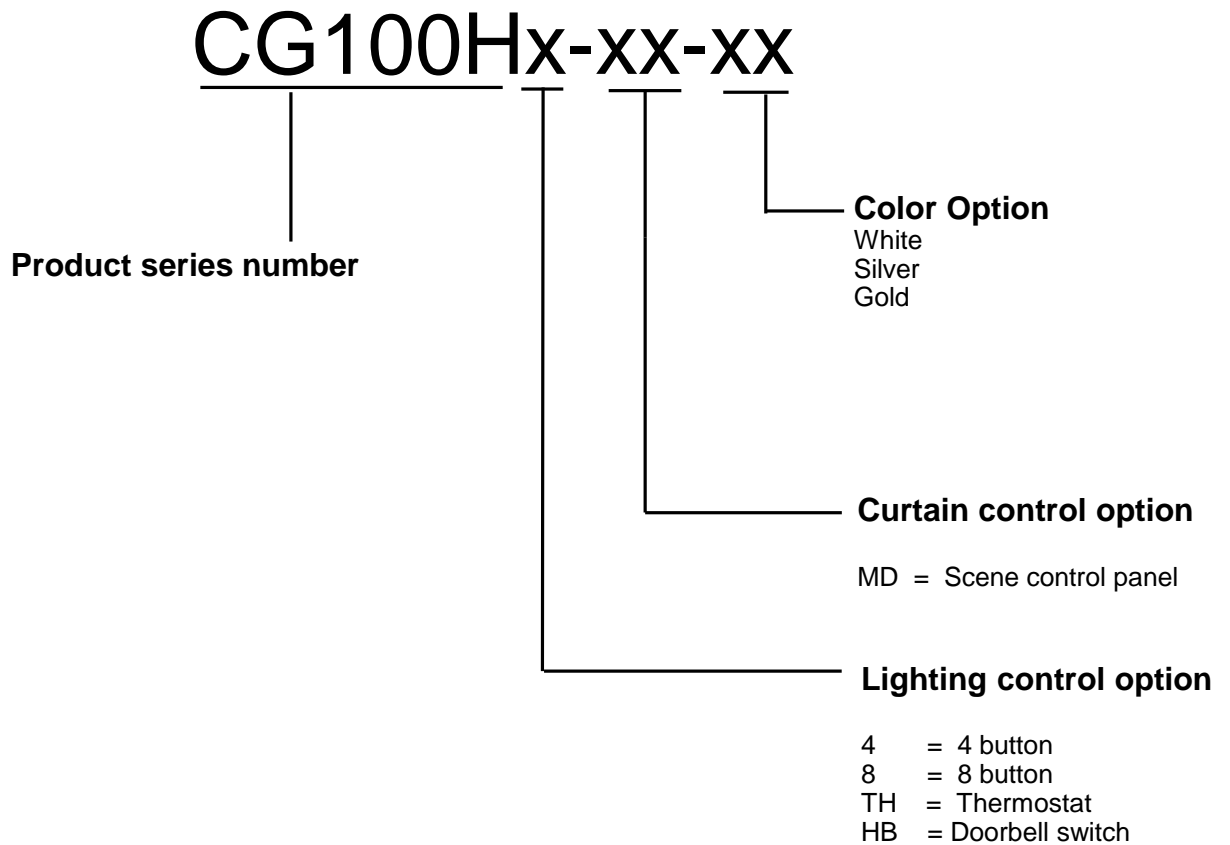 CG100Hx-xx-xx
Product series number
Color Option
White
Silver
Gold
Curtain control option
MD = Scene control panel
Lighting control option
4 = 4 button
8 = 8 button
TH = Thermostat
HB = Doorbell switch